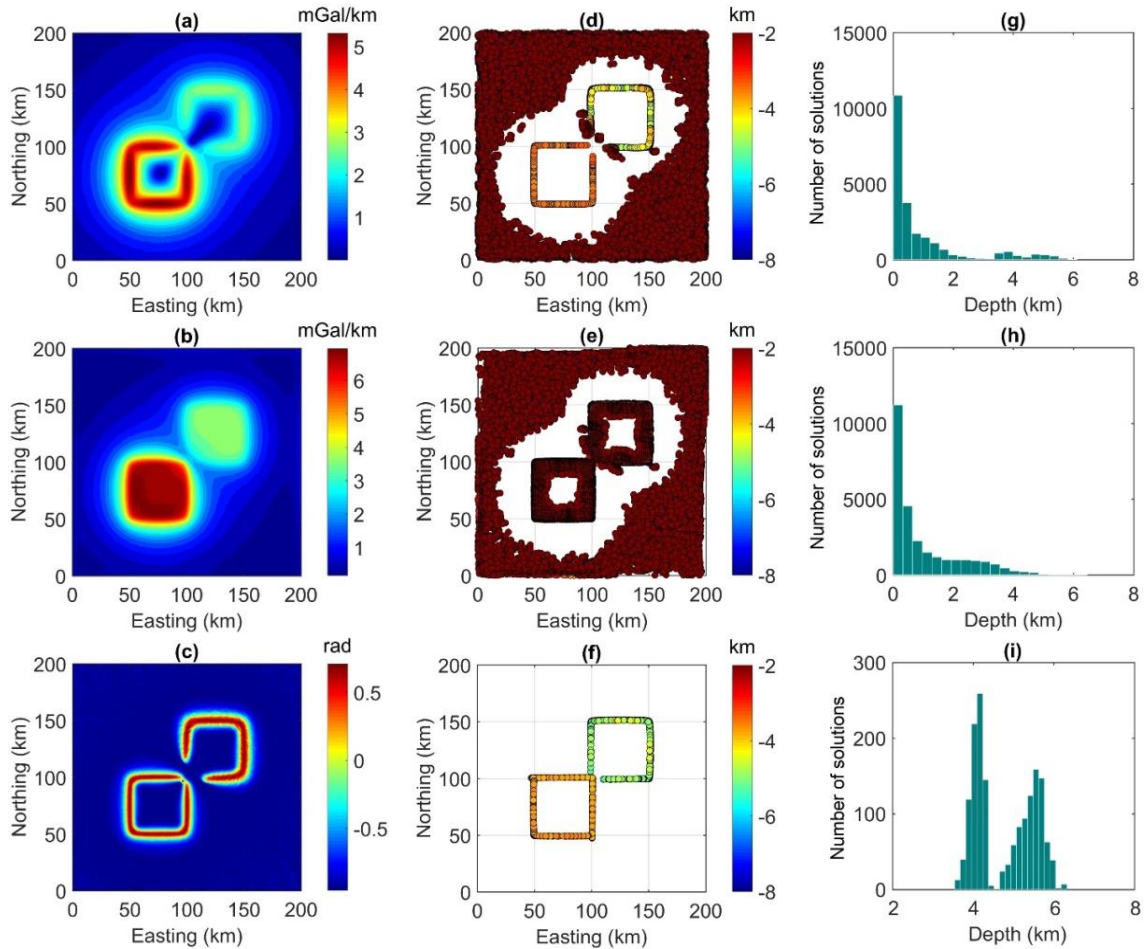 (a)
mGal/km
200
150
100
50
0
Northing (km)
0 50 100 150 200
Easting (km)
5
4
3
2
1
(d)
km
200
150
100
50
0
Northing (km)
0 50 100 150 200
Easting (km)
-2
-4
-6
-8
(g)
15000
10000
5000
0
Number of solutions
0 2 4 6 8
Depth (km)
(b)
mGal/km
200
150
100
50
0
Northing (km)
0 50 100 150 200
Easting (km)
6
5
4
3
2
1
(e)
km
200
150
100
50
0
Northing (km)
0 50 100 150 200
Easting (km)
-2
-4
-6
-8
(h)
15000
10000
5000
0
Number of solutions
0 2 4 6 8
Depth (km)
(c)
rad
200
150
100
50
0
Northing (km)
0 50 100 150 200
Easting (km)
0.5
0
-0.5
(f)
km
200
150
100
50
0
Northing (km)
0 50 100 150 200
Easting (km)
-2
-4
-6
-8
(i)
300
200
100
0
Number of solutions
2 4 6 8
Depth (km)